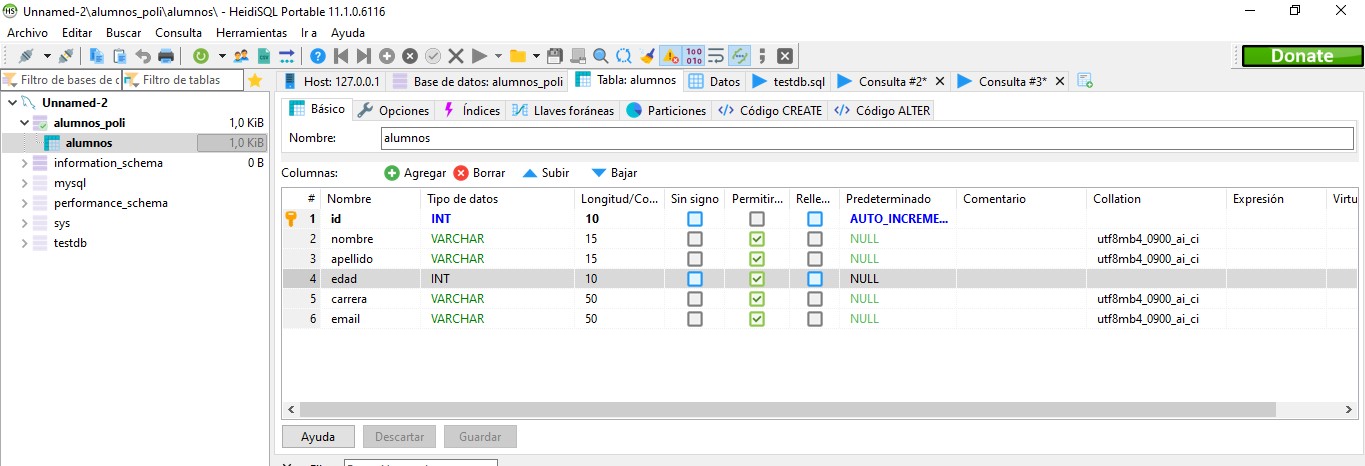 Unnamed-2\alumnos_poli\alumnos\ - HeidiSQL Portable 11.1.0.6116
Archivo Editar Buscar Consulta Herramientas Ir a Ayuda
Donate
Filtro de bases de d Filtro de tablas
Host: 127.0.0.1 Base de datos: alumnos_poli Tabla: alumnos Datos testdb.sql Consulta #2* Consulta #3*
Unnamed-2
alumnos_poli 1,0 KiB
alumnos 1,0 KiB
information_schema 0 B
mysql
performance_schema
sys
testdb
Básico Opciones Índices Llaves foráneas Particiones Código CREATE Código ALTER
Nombre: alumnos
Columnas: Agregar Borrar Subir Bajar
# Nombre Tipo de datos Longitud/Co... Sin signo Permitir... Relle... Predeterminado Comentario Collation Expresión Virtu
1 id INT 10 AUTO_INCREME...
2 nombre VARCHAR 15 NULL utf8mb4_0900_ai_ci
3 apellido VARCHAR 15 NULL utf8mb4_0900_ai_ci
4 edad INT 10 NULL
5 carrera VARCHAR 50 NULL utf8mb4_0900_ai_ci
6 email VARCHAR 50 NULL utf8mb4_0900_ai_ci
Ayuda Descartar Guardar